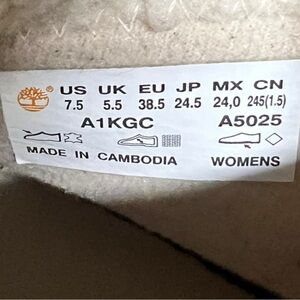 US UK EU JP MX CN
7.5 5.5 38.5 24.5 24,0 245(1.5)
A1KGC A5025
MADE IN CAMBODIA WOMENS